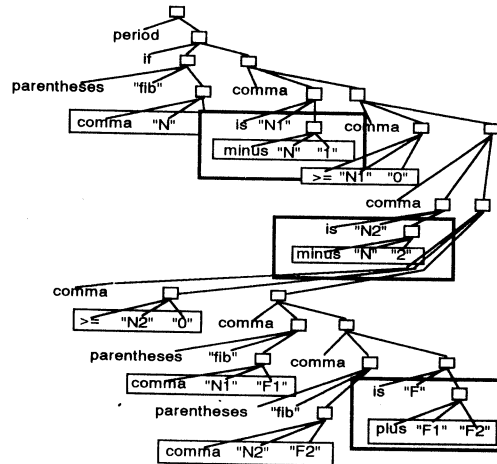 period
if
parentheses "fib" comma
comma "N" is "N1" comma
minus "N" "1"
>= "N1" "0"
comma
is "N2"
minus "N" "2"
comma
>= "N2" "0" comma
parentheses "fib" comma
comma "N1" "F1" is "F"
parentheses "fib"
plus "F1" "F2"
comma "N2" "F2"